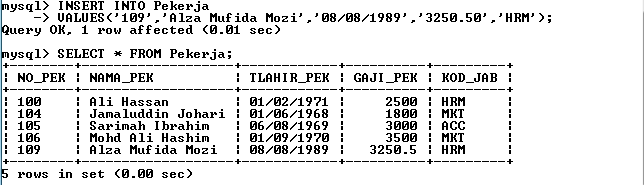 mysql> INSERT INTO Pekerja
    -> VALUES('109','Alza Mufida Mozi','08/08/1989','3250.50','HRM');
Query OK, 1 row affected (0.01 sec)
mysql> SELECT * FROM Pekerja;
+--------+-------------------+------------+----------+---------+
| NO_PEK | NAMA_PEK          | TLAHIR_PEK | GAJI_PEK | KOD_JAB |
+--------+-------------------+------------+----------+---------+
| 100    | Ali Hassan        | 01/02/1971 |     2500 | HRM     |
| 104    | Jamaluddin Johari | 01/06/1968 |     1800 | MKT     |
| 105    | Sarimah Ibrahim   | 06/08/1969 |     3000 | ACC     |
| 106    | Mohd Ali Hashim   | 01/09/1970 |     3500 | MKT     |
| 109    | Alza Mufida Mozi  | 08/08/1989 |   3250.5 | HRM     |
+--------+-------------------+------------+----------+---------+
5 rows in set (0.00 sec)